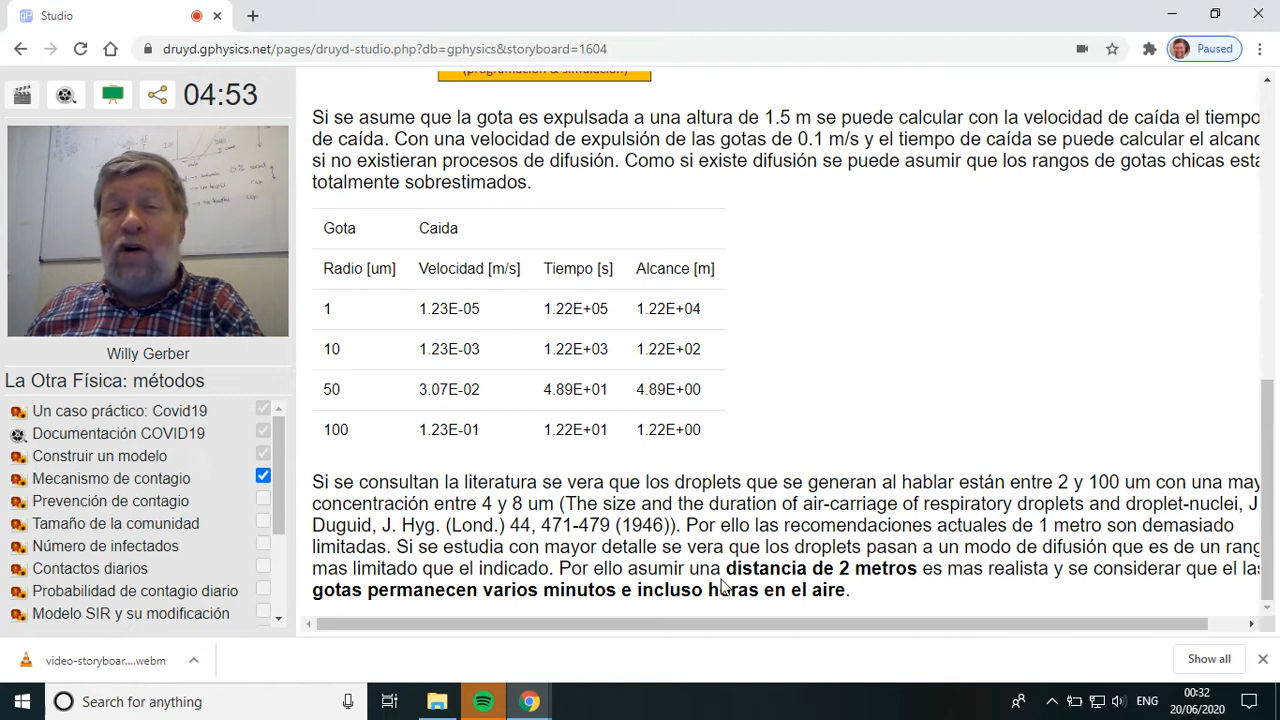 Studio
druyd.gphysics.net/pages/druyd-studio.php?db=gphysics&storyboard=1604
Paused
04:53
Willy Gerber
La Otra Física: métodos
Un caso práctico: Covid19
Documentación COVID19
Construir un modelo
Mecanismo de contagio
Prevención de contagio
Tamaño de la comunidad
Número de infectados
Contactos diarios
Probabilidad de contagio diario
Modelo SIR y su modificación
(programación & simulación)
Si se asume que la gota es expulsada a una altura de 1.5 m se puede calcular con la velocidad de caída el tiempo
de caída. Con una velocidad de expulsión de las gotas de 0.1 m/s y el tiempo de caída se puede calcular el alcanc
si no existieran procesos de difusión. Como si existe difusión se puede asumir que los rangos de gotas chicas esta
totalmente sobrestimados.
Gota Caida
Radio [um] Velocidad [m/s] Tiempo [s] Alcance [m]
1 1.23E-05 1.22E+05 1.22E+04
10 1.23E-03 1.22E+03 1.22E+02
50 3.07E-02 4.89E+01 4.89E+00
100 1.23E-01 1.22E+01 1.22E+00
Si se consultan la literatura se vera que los droplets que se generan al hablar están entre 2 y 100 um con una may
concentración entre 4 y 8 um (The size and the duration of air-carriage of respiratory droplets and droplet-nuclei, J
Duguid, J. Hyg. (Lond.) 44, 471-479 (1946)). Por ello las recomendaciones actuales de 1 metro son demasiado
limitadas. Si se estudia con mayor detalle se vera que los droplets pasan a un modo de difusión que es de un rang
mas limitado que el indicado. Por ello asumir una distancia de 2 metros es mas realista y se considerar que el las
gotas permanecen varios minutos e incluso horas en el aire.
video-storyboar....webm
Show all
Search for anything
ENG
00:32
20/06/2020